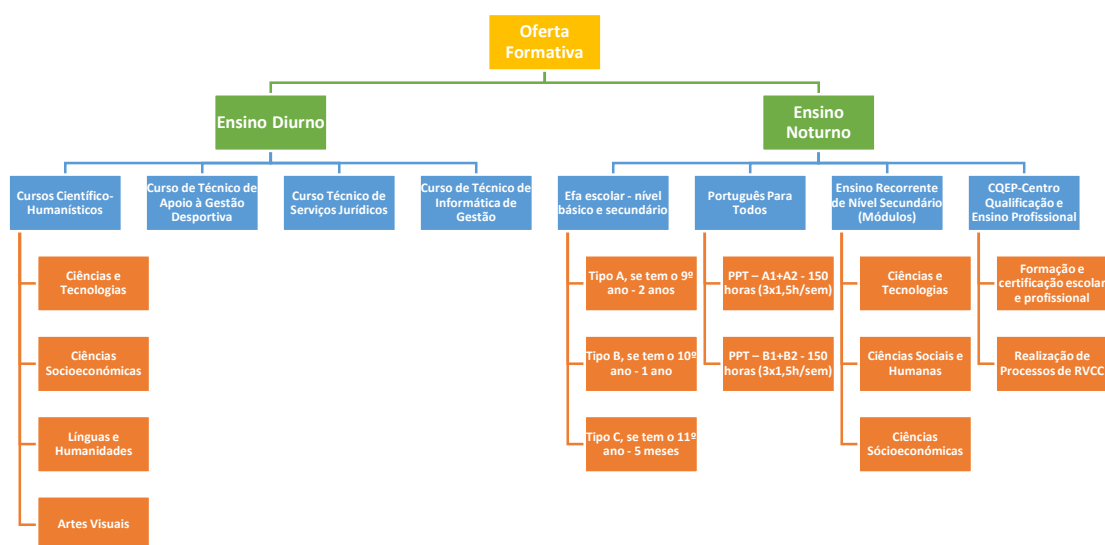 Oferta
Formativa
Ensino Diurno
Ensino
Noturno
Cursos Científico-
Humanísticos
Curso de Técnico de
Apoio à Gestão
Desportiva
Curso Técnico de
Serviços Jurídicos
Curso de Técnico de
Informática de
Gestão
Efa escolar - nível
básico e secundário
Português Para
Todos
Ensino Recorrente
de Nível Secundário
(Módulos)
CQEP-Centro
Qualificação e
Ensino Profissional
Ciências e
Tecnologias
Ciências
Socioeconómicas
Línguas e
Humanidades
Artes Visuais
Tipo A, se tem o 9º
ano - 2 anos
Tipo B, se tem o 10º
ano - 1 ano
Tipo C, se tem o 11º
ano - 5 meses
PPT – A1+A2 - 150
horas (3x1,5h/sem)
PPT – B1+B2 - 150
horas (3x1,5h/sem)
Ciências e
Tecnologias
Ciências Sociais e
Humanas
Ciências
Sócioeconómicas
Formação e
certificação escolar
e profissional
Realização de
Processos de RVCC